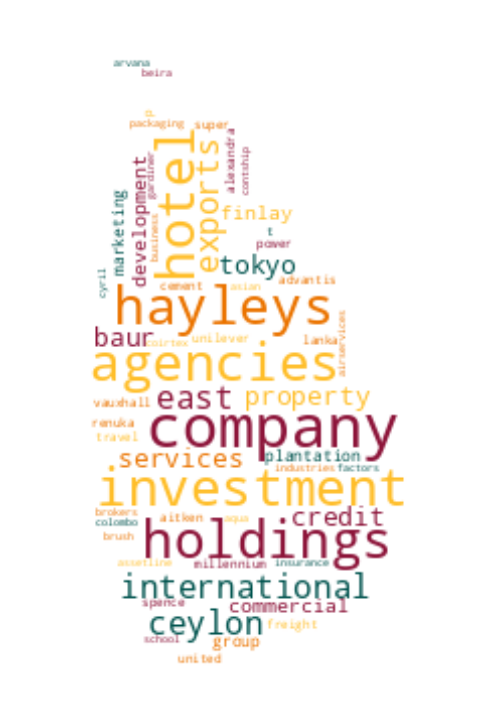 arvana
beira
p
packaging super
hotel
exports
alexandra
contship
development
gardiner
business
marketing
finlay
t
power
tokyo
cyril
cement asian advantis
hayleys
airservices
baur coirtex unilever lanka
agencies
east property
vauxhall
company
renuka
travel
services plantation
industries factors
investment
brokers aitken aqua credit
colombo
holdings
brush
assetline millennium insurance
international
spence commercial
ceylon freight
school group
united